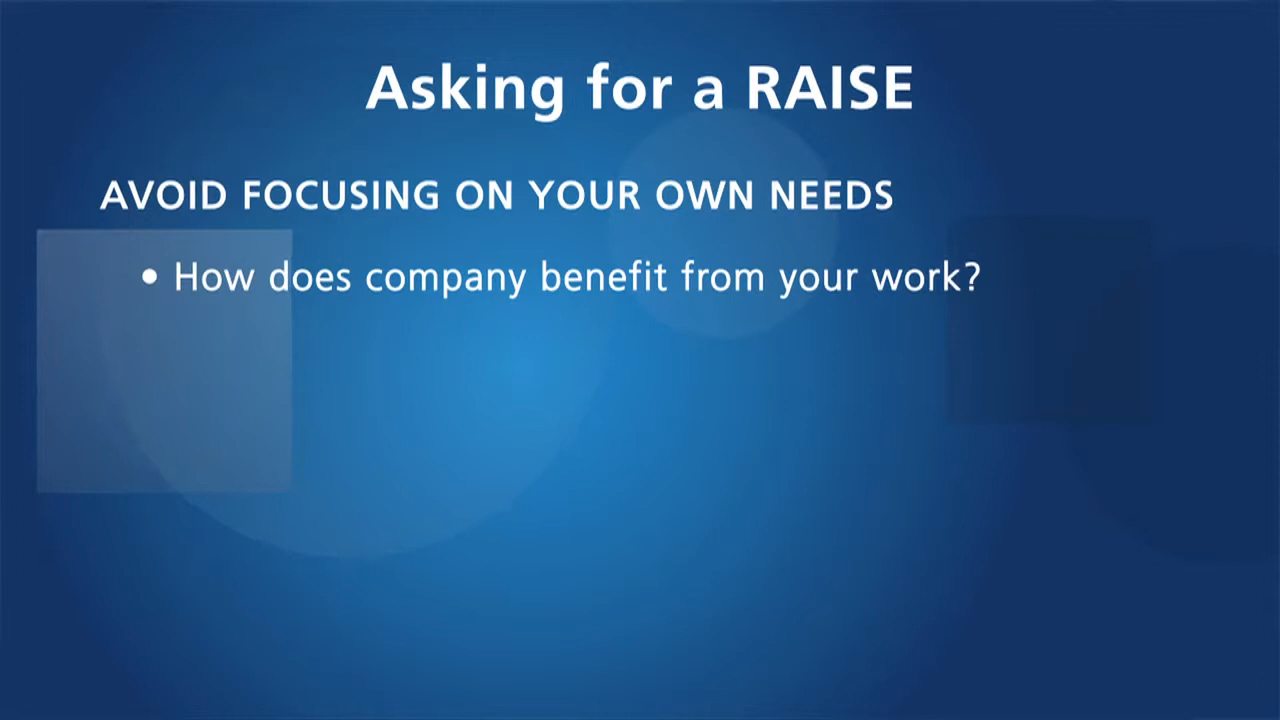 Asking for a RAISE
AVOID FOCUSING ON YOUR OWN NEEDS
• How does company benefit from your work?